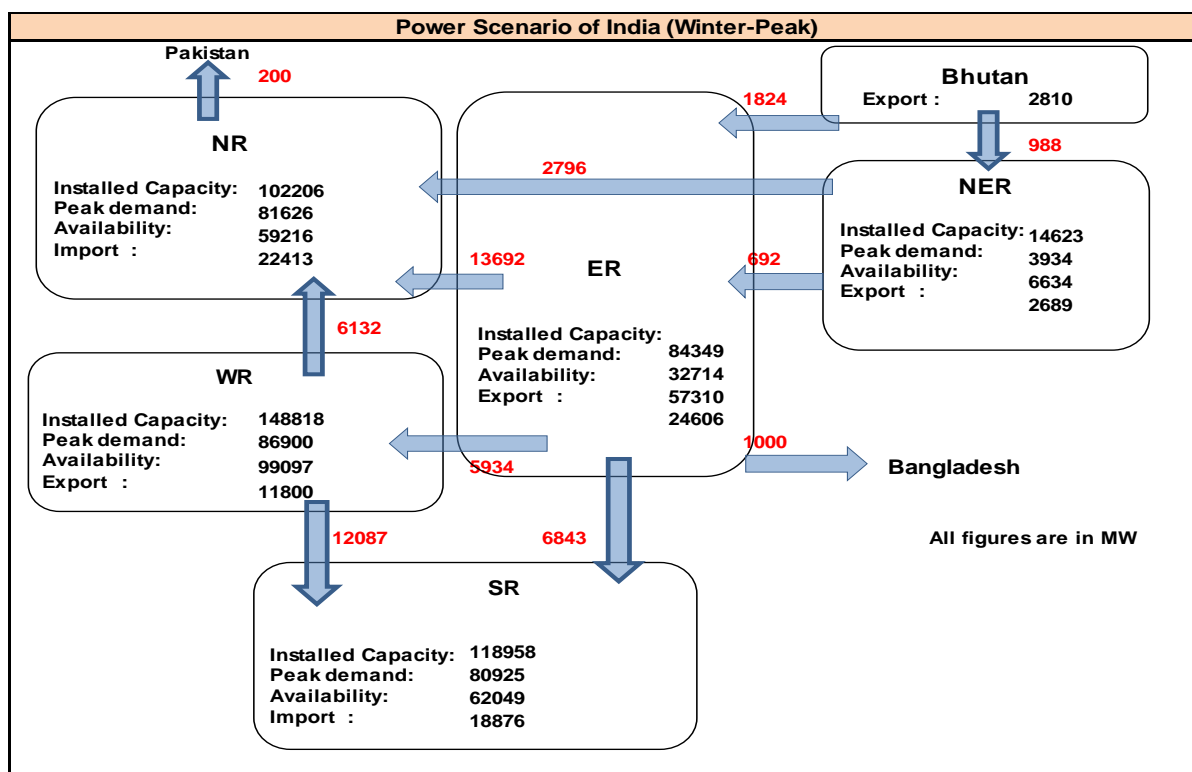 Power Scenario of India (Winter-Peak)
Pakistan
200
NR
Installed Capacity: 102206
Peak demand: 81626
Availability: 59216
Import : 22413
Bhutan
Export : 2810
1824
988
2796
NER
Installed Capacity: 14623
Peak demand: 3934
Availability: 6634
Export : 2689
13692
692
ER
Installed Capacity: 84349
Peak demand: 32714
Availability: 57310
Export : 24606
6132
WR
Installed Capacity: 148818
Peak demand: 86900
Availability: 99097
Export : 11800
5934
1000
Bangladesh
12087
6843
All figures are in MW
SR
Installed Capacity: 118958
Peak demand: 80925
Availability: 62049
Import : 18876